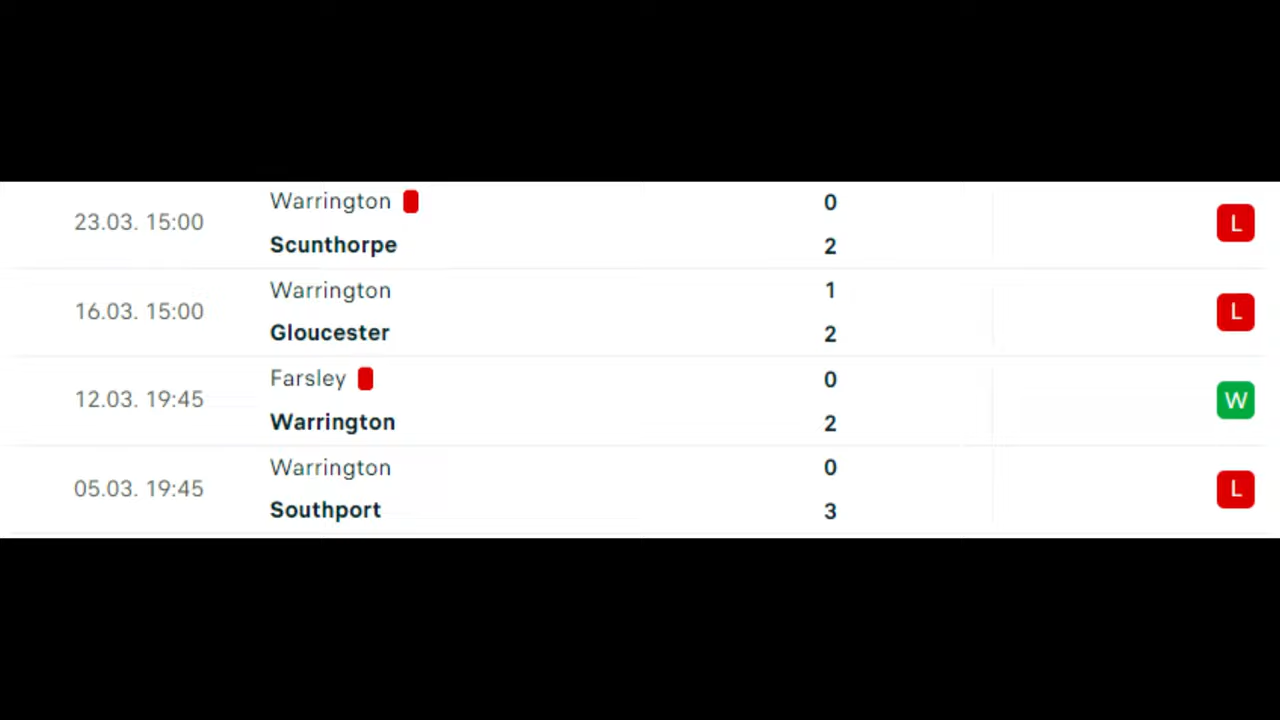 Warrington 0
23.03. 15:00 L
Scunthorpe 2
Warrington 1
16.03. 15:00 L
Gloucester 2
Farsley 0
12.03. 19:45 W
Warrington 2
Warrington 0
05.03. 19:45 L
Southport 3